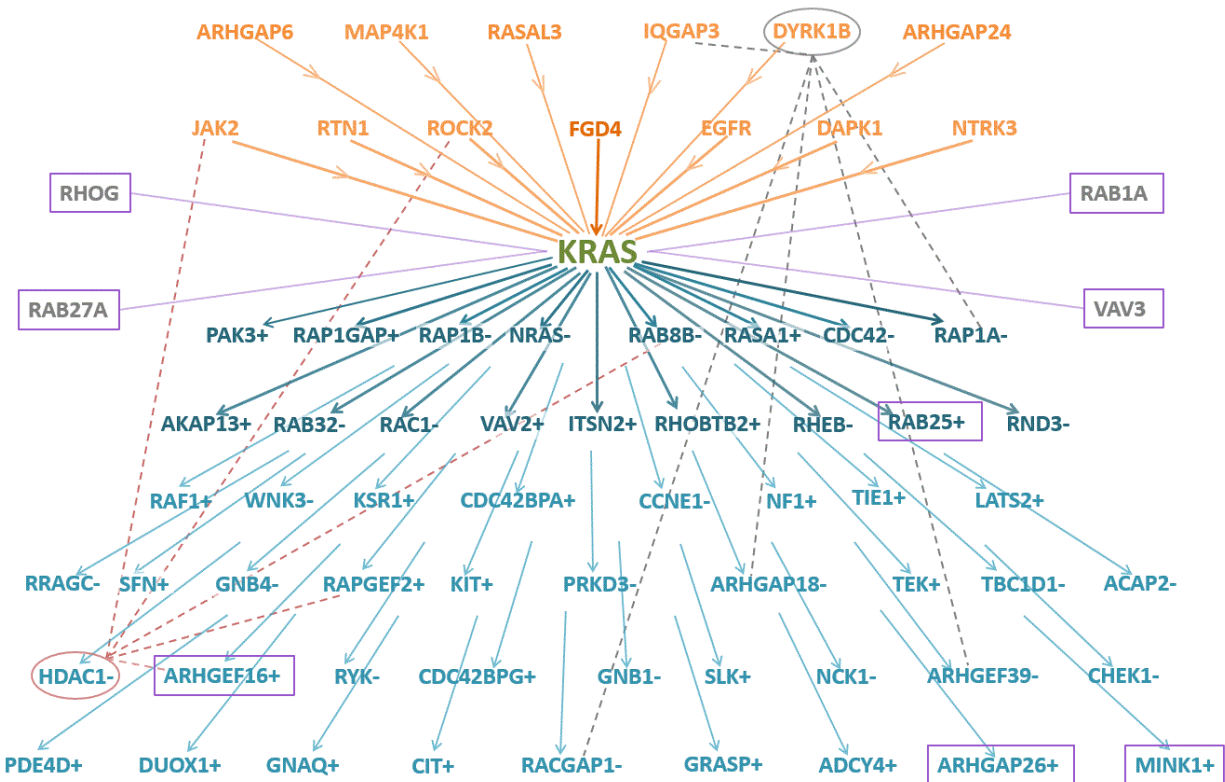 ARHGAP6 MAP4K1 RASAL3 IQGAP3 DYRK1B ARHGAP24
JAK2 RTN1 ROCK2 FGD4 EGFR DAPK1 NTRK3
RHOG RAB1A
KRAS
RAB27A VAV3
PAK3+ RAP1GAP+ RAP1B- NRAS- RAB8B- RASA1+ CDC42- RAP1A-
AKAP13+ RAB32- RAC1- VAV2+ ITSN2+ RHOBTB2+ RHEB- RAB25+ RND3-
RAF1+ WNK3- KSR1+ CDC42BPA+ CCNE1- NF1+ TIE1+ LATS2+
RRAGC- SFN+ GNB4- RAPGEF2+ KIT+ PRKD3- ARHGAP18- TEK+ TBC1D1- ACAP2-
HDAC1- ARHGEF16+ RYK- CDC42BPG+ GNB1- SLK+ NCK1- ARHGEF39- CHEK1-
PDE4D+ DUOX1+ GNAQ+ CIT+ RACGAP1- GRASP+ ADCY4+ ARHGAP26+ MINK1+